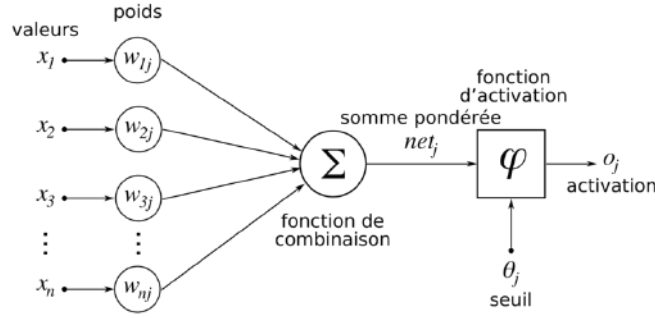 valeurs
poids
x₁
w₁ⱼ
x₂
w₂ⱼ
x₃
w₃ⱼ
⋮ ⋮
xₙ
wₙⱼ
Σ
fonction de
combinaison
somme pondérée
netⱼ
fonction
d'activation
φ
oⱼ
activation
θⱼ
seuil